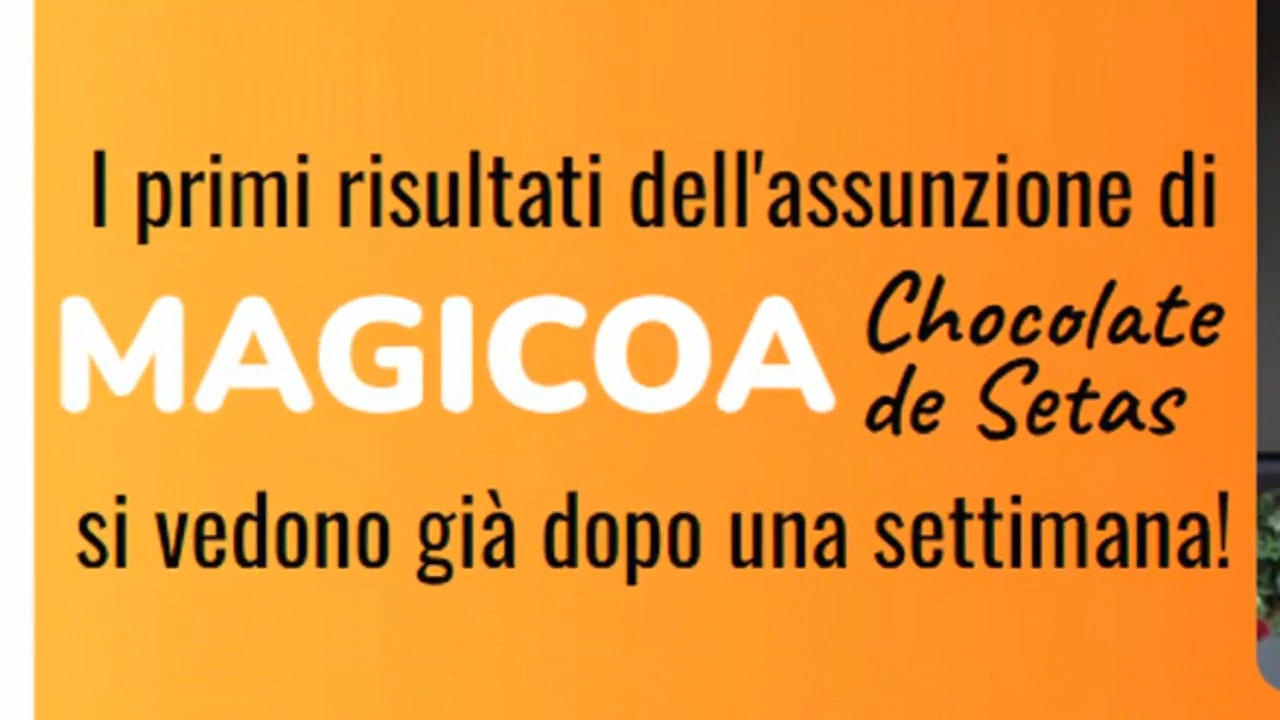 I primi risultati dell'assunzione di
MAGICOA Chocolate
de Setas
si vedono già dopo una settimana!